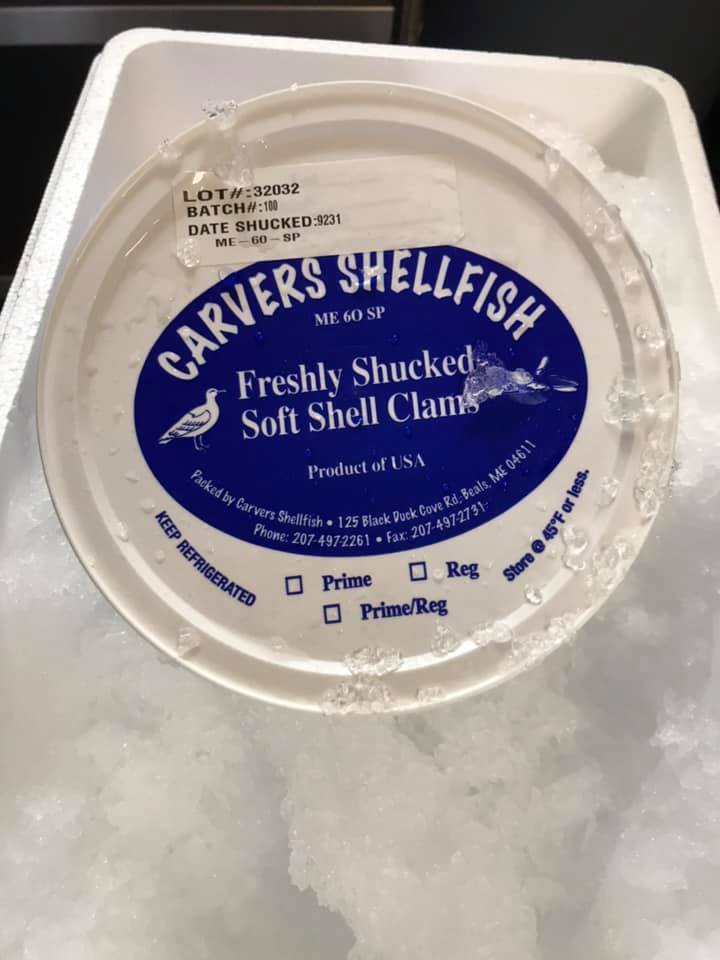 LOT#:32032
BATCH#:100
DATE SHUCKED:9231
ME-60-SP
CARVERS SHELLFISH
ME 60 SP
Freshly Shucked
Soft Shell Clams
Product of USA
Packed by Carvers Shellfish • 125 Black Duck Cove Rd. Beals, ME 04611
Phone: 207-497-2261 • Fax: 207-497-2731
KEEP REFRIGERATED
Store @ 45°F or less.
Prime
Reg
Prime/Reg